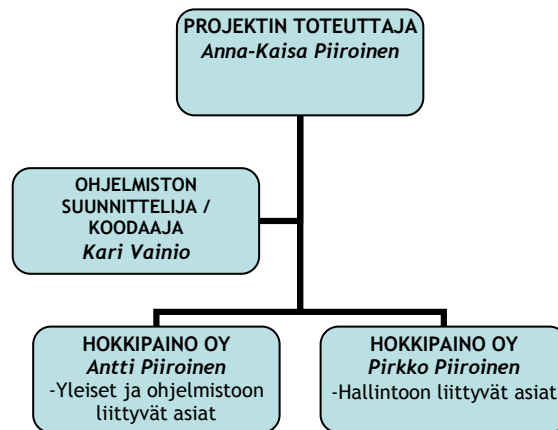 PROJEKTIN TOTEUTTAJA
Anna-Kaisa Piiroinen
OHJELMISTON
SUUNNITTELIJA /
KOODAAJA
Kari Vainio
HOKKIPAINO OY
Antti Piiroinen
-Yleiset ja ohjelmistoon
liittyvät asiat
HOKKIPAINO OY
Pirkko Piiroinen
-Hallintoon liittyvät asiat